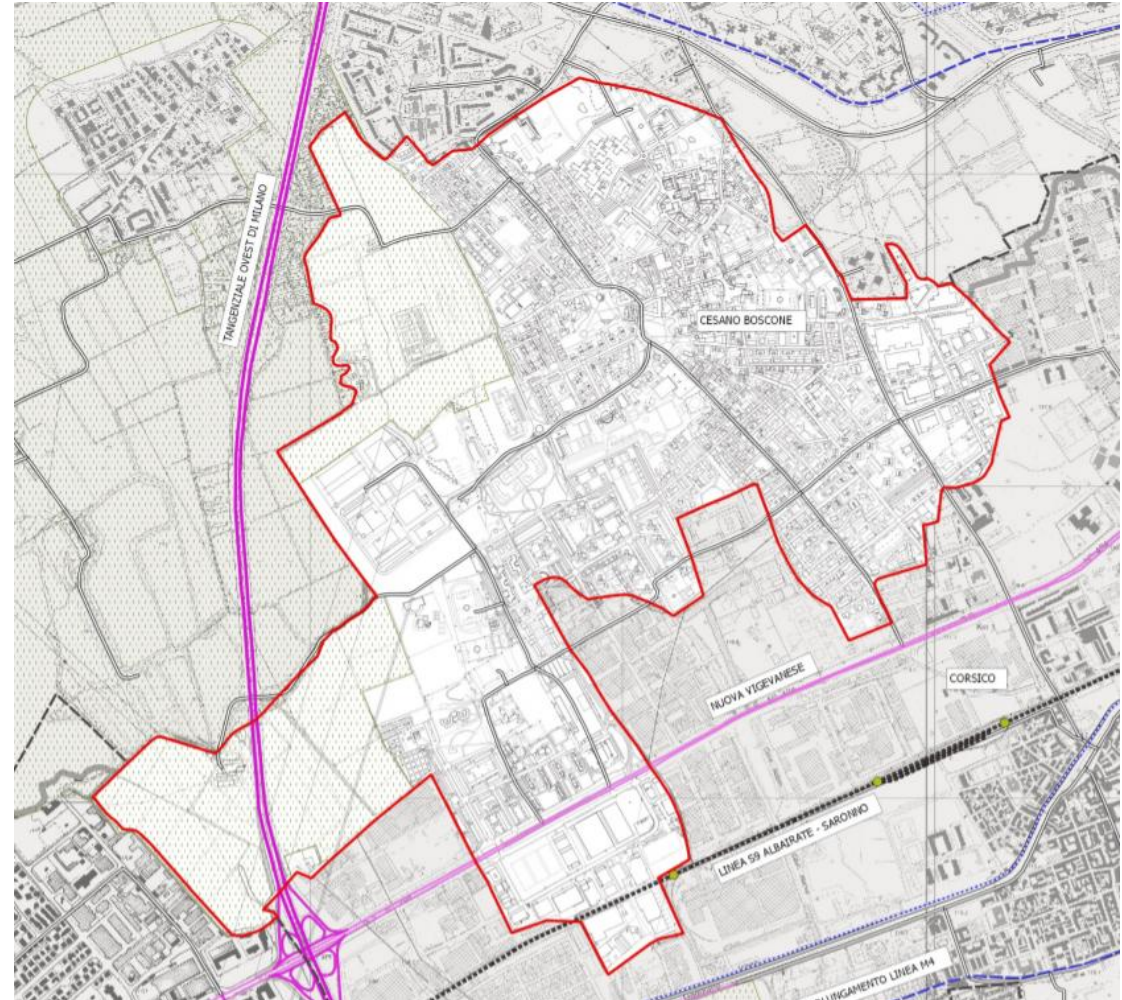 TANGENZIALE OVEST DI MILANO
CESANO BOSCONE
NUOVA VIGEVANESE
CORSICO
LINEA S9 ALBAIRATE - SARONNO
LUNGAMENTO LINEA M4